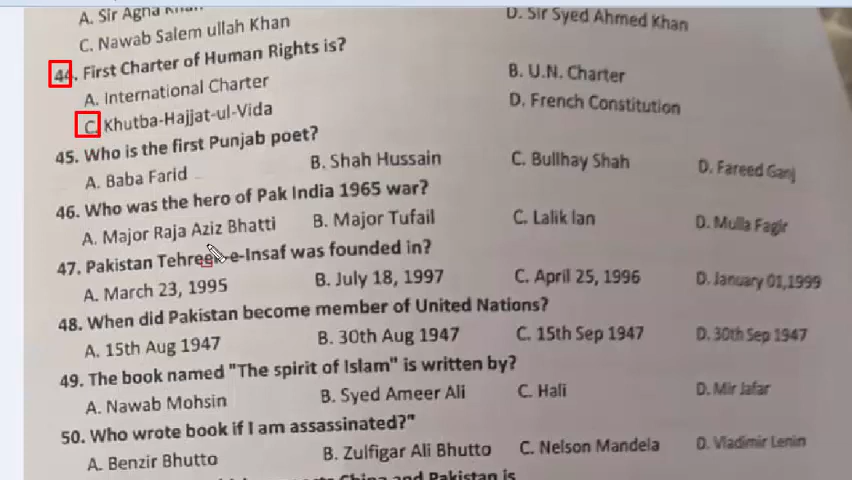 A. Sir Agha Khan
D. Sir Syed Ahmed Khan
C. Nawab Salem ullah Khan
44. First Charter of Human Rights is?
A. International Charter
B. U.N. Charter
C. Khutba-Hajjat-ul-Vida
D. French Constitution
45. Who is the first Punjab poet?
A. Baba Farid B. Shah Hussain C. Bullhay Shah D. Fareed Ganj
46. Who was the hero of Pak India 1965 war?
A. Major Raja Aziz Bhatti B. Major Tufail C. Lalik Ian D. Mulla Fagir
47. Pakistan Tehreek-e-Insaf was founded in?
A. March 23, 1995 B. July 18, 1997 C. April 25, 1996 D. January 01,1999
48. When did Pakistan become member of United Nations?
A. 15th Aug 1947 B. 30th Aug 1947 C. 15th Sep 1947 D. 30th Sep 1947
49. The book named "The spirit of Islam" is written by?
A. Nawab Mohsin B. Syed Ameer Ali C. Hali D. Mir Jafar
50. Who wrote book if I am assassinated?"
A. Benzir Bhutto B. Zulfigar Ali Bhutto C. Nelson Mandela D. Vladimir Lenin
China and Pakistan is